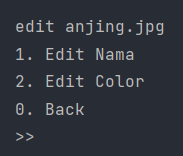 edit anjing.jpg
1. Edit Nama
2. Edit Color
0. Back
>>